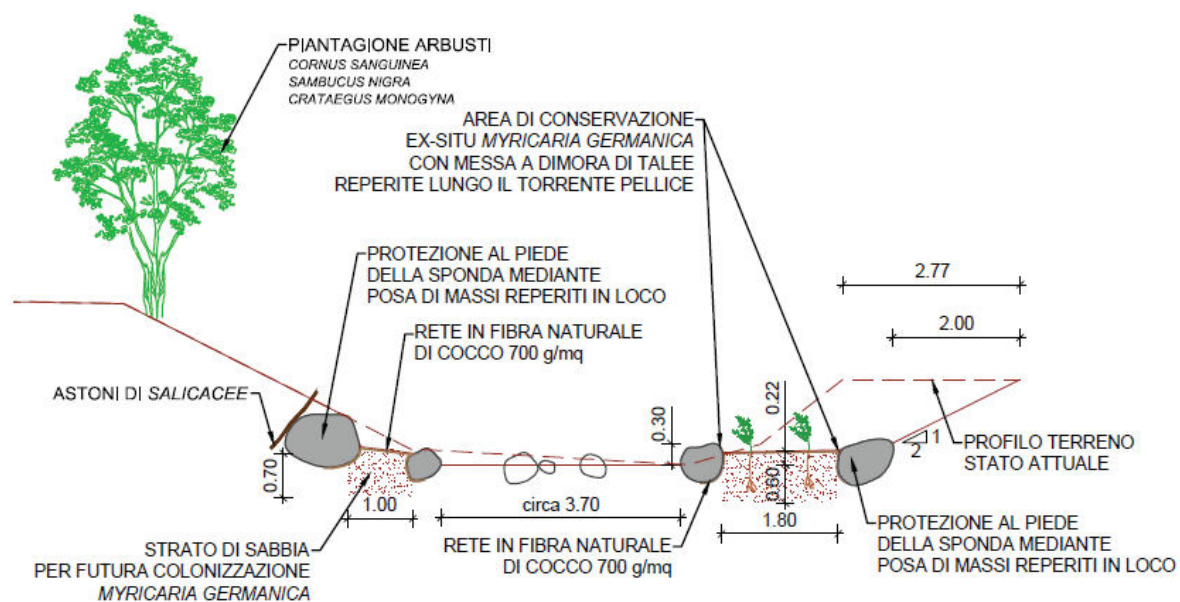 PIANTAGIONE ARBUSTI
CORNUS SANGUINEA
SAMBUCUS NIGRA
CRATAEGUS MONOGYNA
AREA DI CONSERVAZIONE
EX-SITU MYRICARIA GERMANICA
CON MESSA A DIMORA DI TALEE
REPERITE LUNGO IL TORRENTE PELLICE
PROTEZIONE AL PIEDE
DELLA SPONDA MEDIANTE
POSA DI MASSI REPERITI IN LOCO
RETE IN FIBRA NATURALE
DI COCCO 700 g/mq
ASTONI DI SALICACEE
2.77
2.00
0.22
0.30
1
2
PROFILO TERRENO
STATO ATTUALE
0.70
0.60
1.00
circa 3.70
1.80
STRATO DI SABBIA
PER FUTURA COLONIZZAZIONE
MYRICARIA GERMANICA
RETE IN FIBRA NATURALE
DI COCCO 700 g/mq
PROTEZIONE AL PIEDE
DELLA SPONDA MEDIANTE
POSA DI MASSI REPERITI IN LOCO